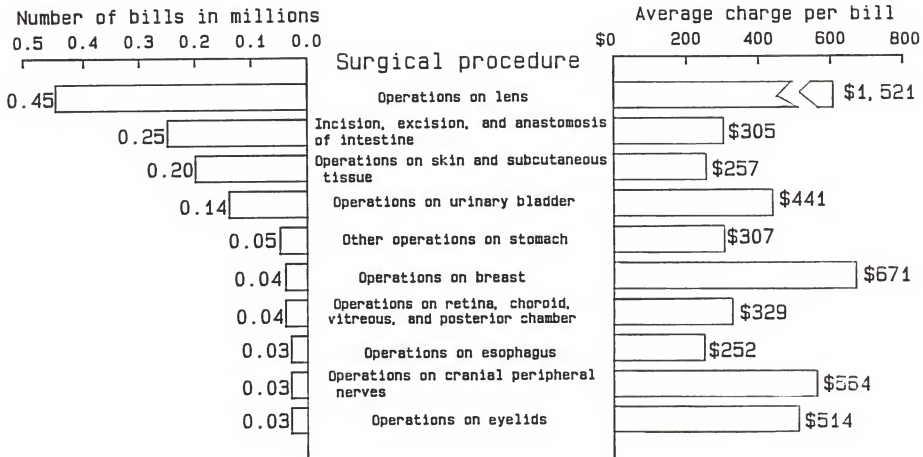 Number of bills in millions
Average charge per bill
0.5 0.4 0.3 0.2 0.1 0.0
$0 200 400 600 800
Surgical procedure
0.45 Operations on lens $1,521
0.25 Incision, excision, and anastomosis of intestine $305
0.20 Operations on skin and subcutaneous tissue $257
0.14 Operations on urinary bladder $441
0.05 Other operations on stomach $307
0.04 Operations on breast $671
0.04 Operations on retina, choroid, vitreous, and posterior chamber $329
0.03 Operations on esophagus $252
0.03 Operations on cranial peripheral nerves $564
0.03 Operations on eyelids $514